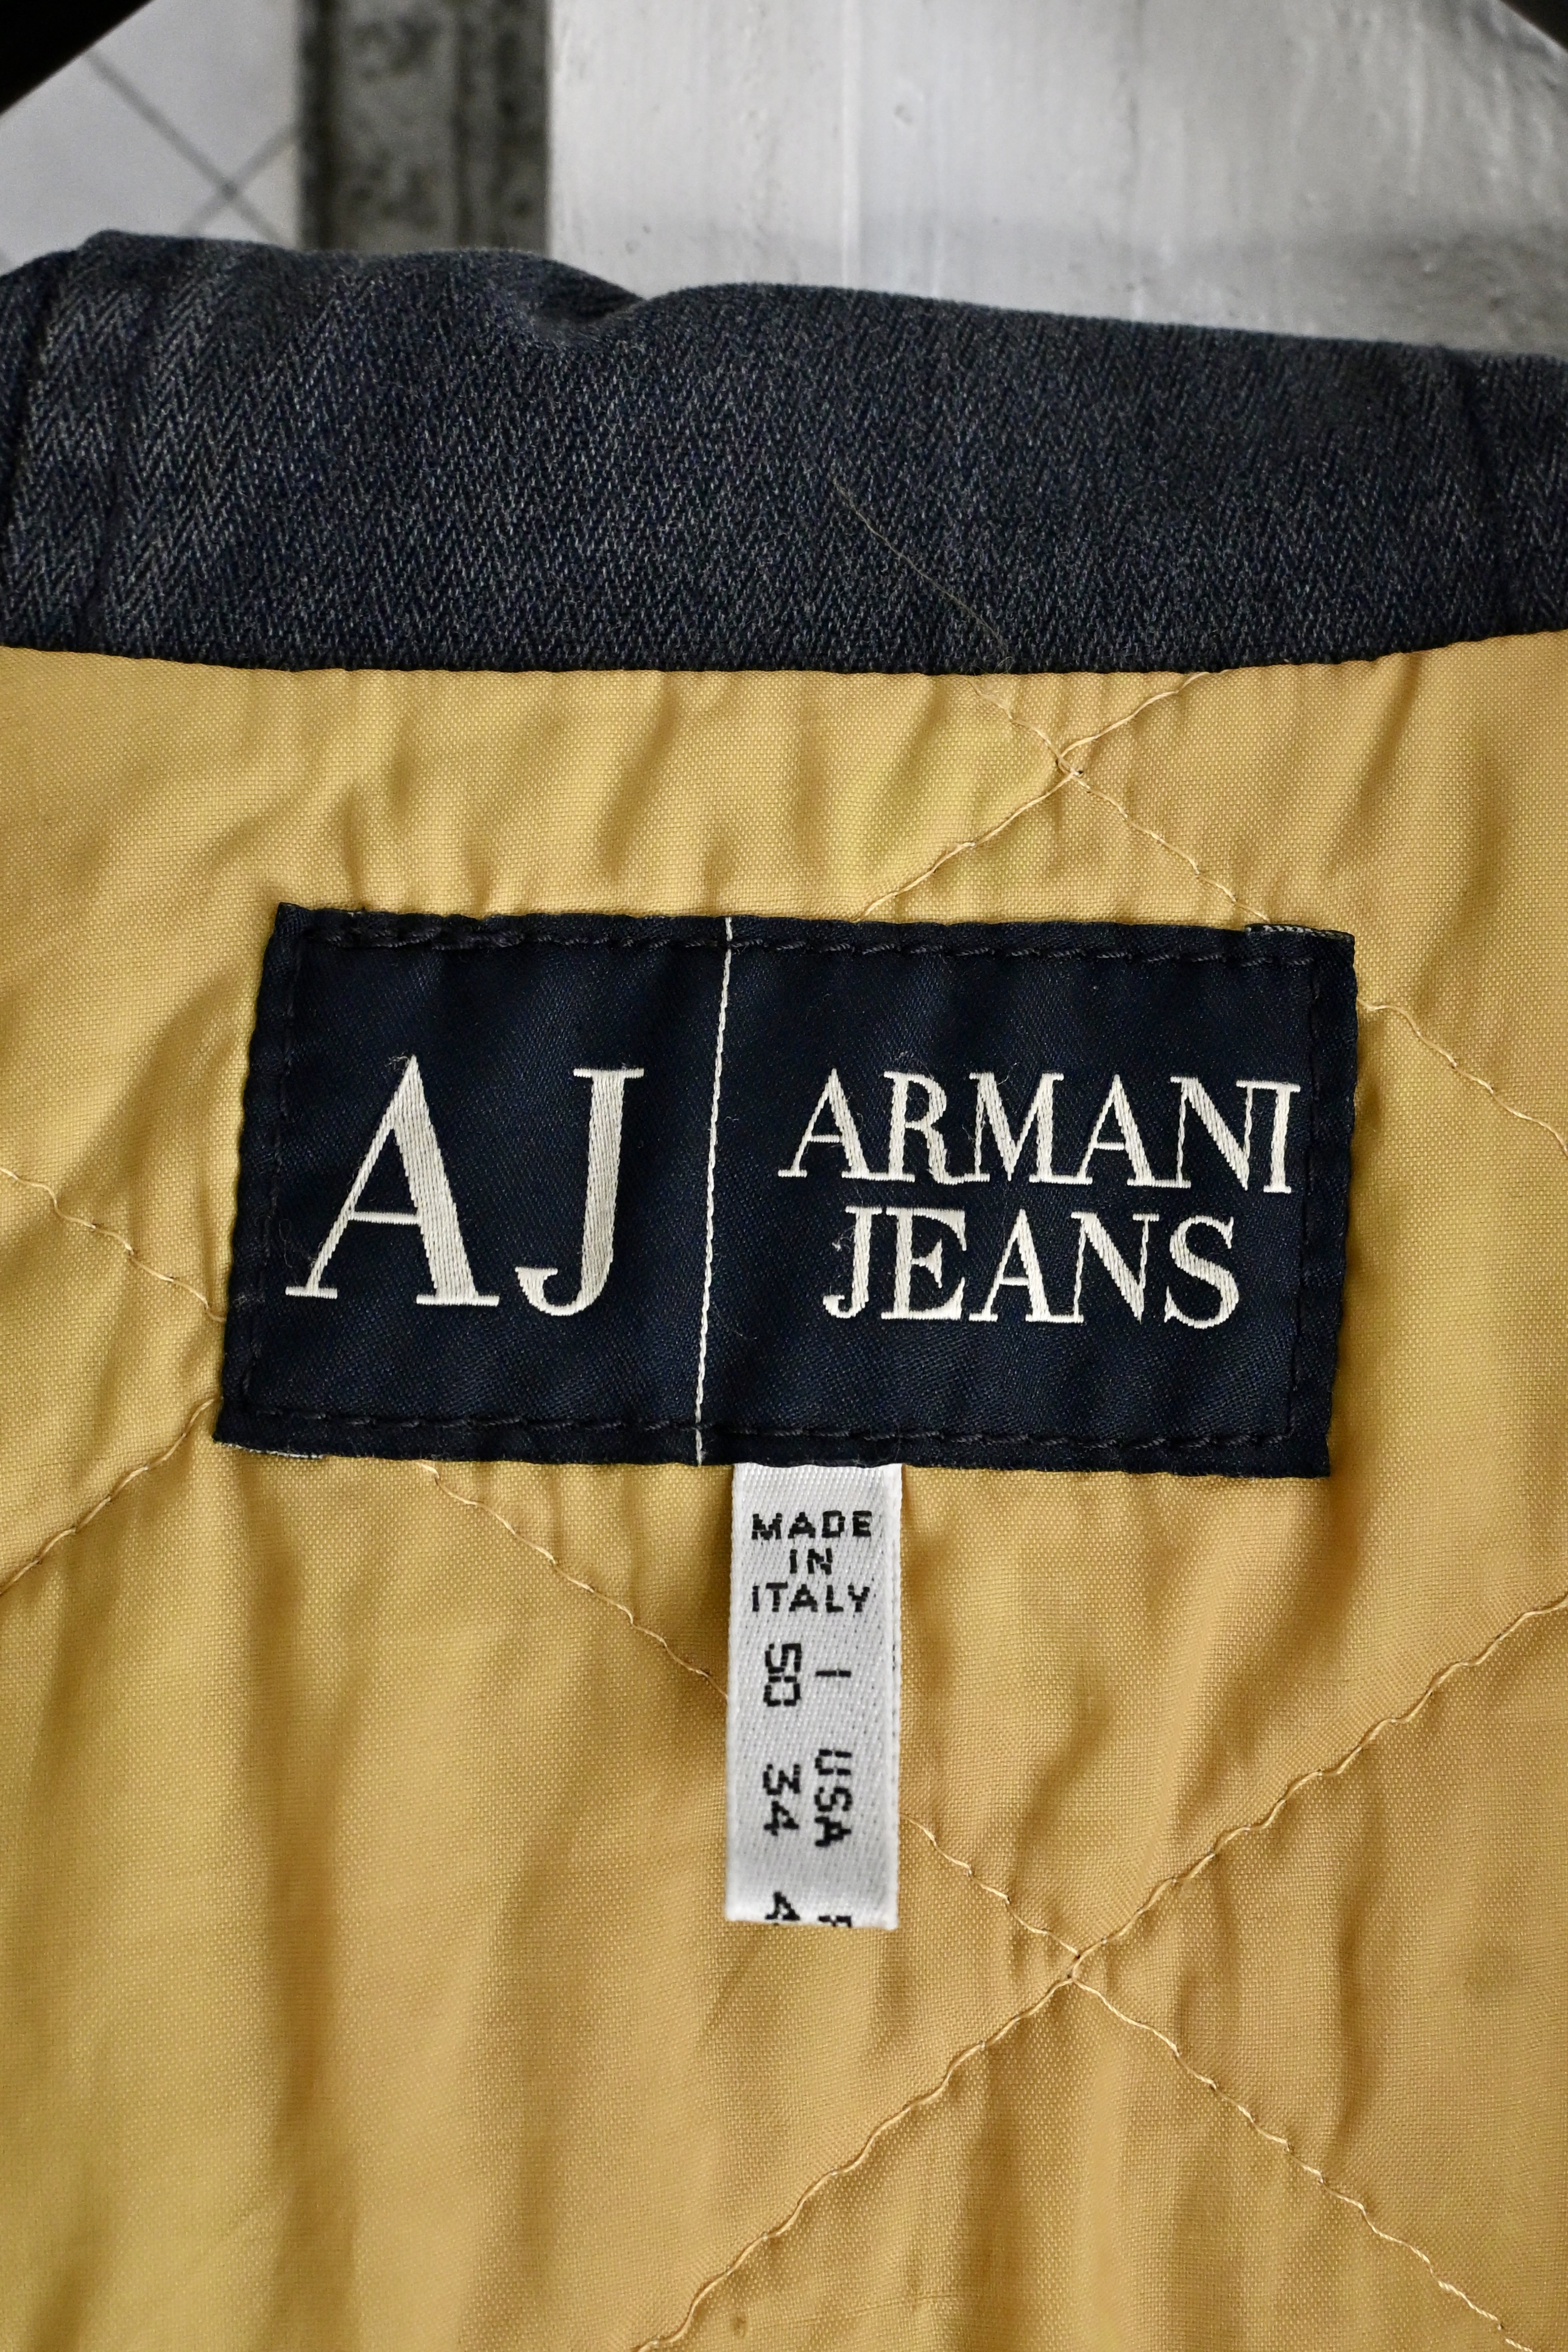 AJ
ARMANI
JEANS
MADE
IN
ITALY
I USA
50 34